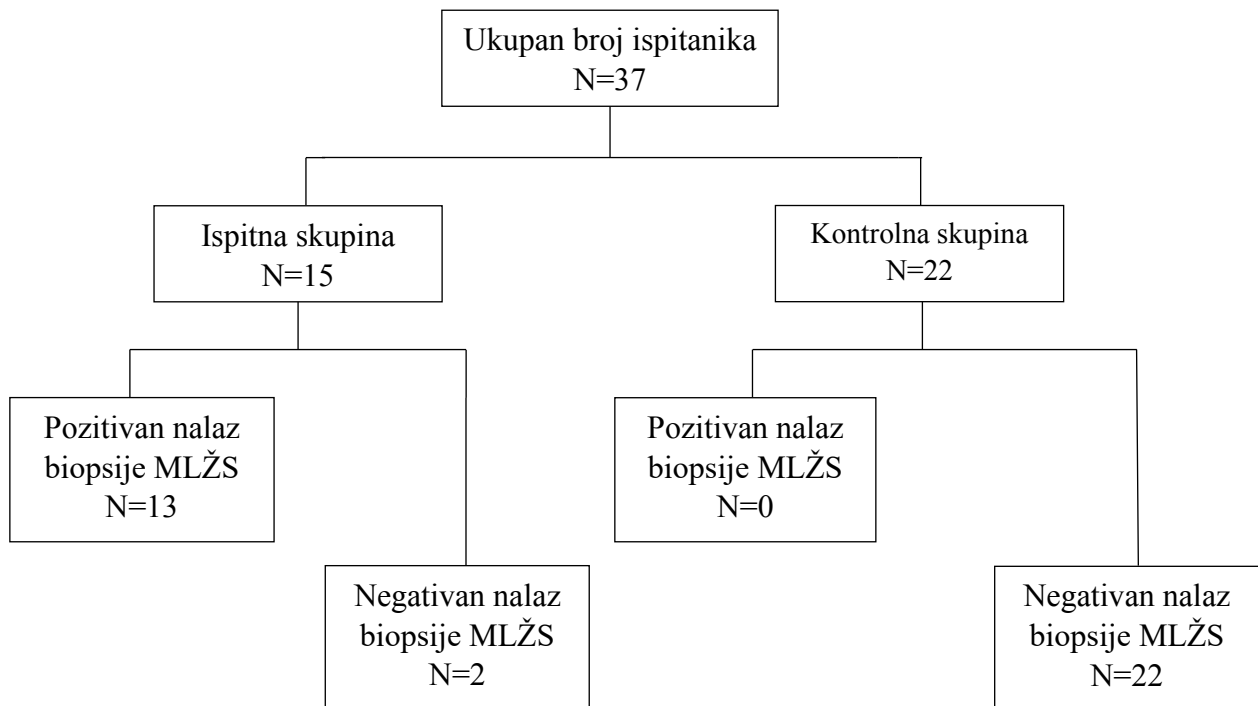 Ukupan broj ispitanika
N=37
Ispitna skupina
N=15
Kontrolna skupina
N=22
Pozitivan nalaz
biopsije MLŽS
N=13
Negativan nalaz
biopsije MLŽS
N=2
Pozitivan nalaz
biopsije MLŽS
N=0
Negativan nalaz
biopsije MLŽS
N=22